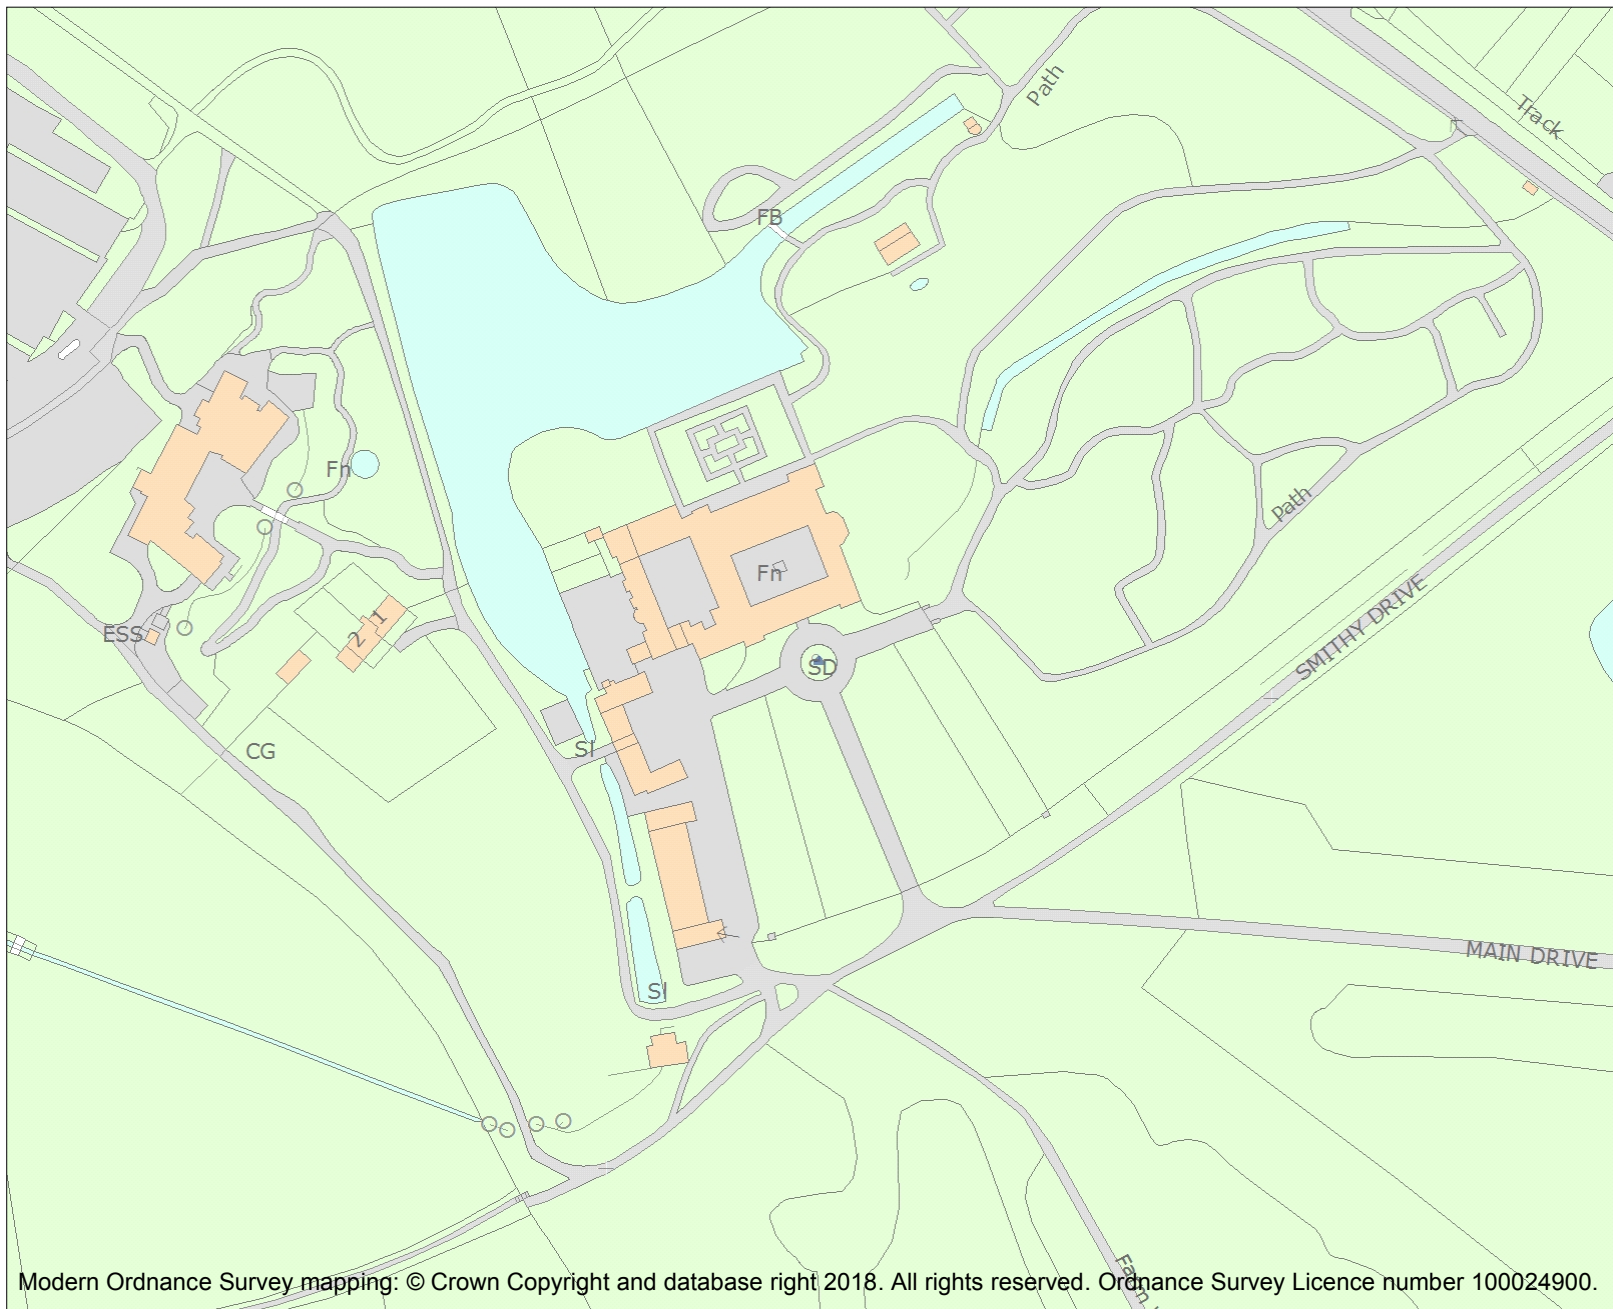 Path
Track
FB
Fn
Path
Fn
SMITHY DRIVE
1
2
ESS
SD
Sl
CG
MAIN DRIVE
Sl
Modern Ordnance Survey mapping: © Crown Copyright and database right 2018. All rights reserved. Ordnance Survey Licence number 100024900.